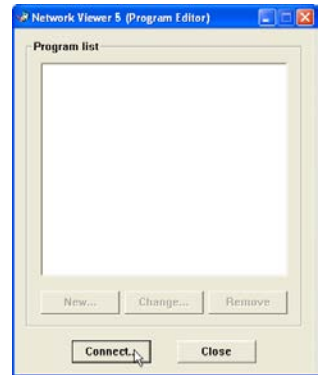 Network Viewer 5 (Program Editor)
Program list
New... Change... Remove
Connect... Close